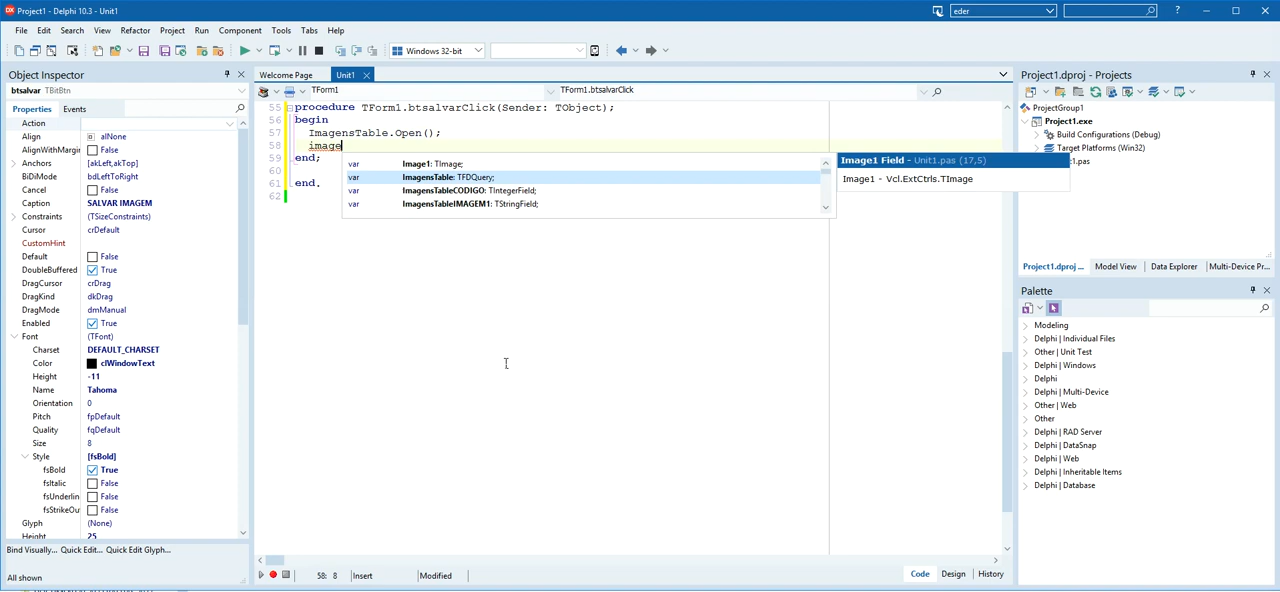 Project1 - Delphi 10.3 - Unit1
eder
?
File Edit Search View Refactor Project Run Component Tools Tabs Help
Windows 32-bit
Object Inspector
btsalvar TBitBtn
Properties Events
Action
Align alNone
AlignWithMargi False
Anchors [akLeft,akTop]
BiDiMode bdLeftToRight
Cancel False
Caption SALVAR IMAGEM
Constraints (TSizeConstraints)
Cursor crDefault
CustomHint
Default False
DoubleBuffered True
DragCursor crDrag
DragKind dkDrag
DragMode dmManual
Enabled True
Font (TFont)
Charset DEFAULT_CHARSET
Color clWindowText
Height -11
Name Tahoma
Orientation 0
Pitch fpDefault
Quality fqDefault
Size 8
Style [fsBold]
fsBold True
fsItalic False
fsUnderlin False
fsStrikeOu False
Glyph (None)
Height 25
Bind Visually... Quick Edit... Quick Edit Glyph...
All shown
Welcome Page Unit1
TForm1 TForm1.btsalvarClick
55 procedure TForm1.btsalvarClick(Sender: TObject);
56 begin
57 ImagensTable.Open();
58 image
59 end;
60
61 end.
62
var Image1: TImage;
var ImagensTable: TFDQuery;
var ImagensTableCODIGO: TIntegerField;
var ImagensTableIMAGEM1: TStringField;
Image1 Field - Unit1.pas (17,5)
Image1 - Vcl.ExtCtrls.TImage
58: 8 Insert Modified
Code Design History
Project1.dproj - Projects
ProjectGroup1
Project1.exe
Build Configurations (Debug)
Target Platforms (Win32)
1.pas
Project1.dproj ... Model View Data Explorer Multi-Device Pr...
Palette
Modeling
Delphi | Individual Files
Other | Unit Test
Delphi | Windows
Delphi
Delphi | Multi-Device
Other | Web
Other
Delphi | RAD Server
Delphi | DataSnap
Delphi | Web
Delphi | Inheritable Items
Delphi | Database